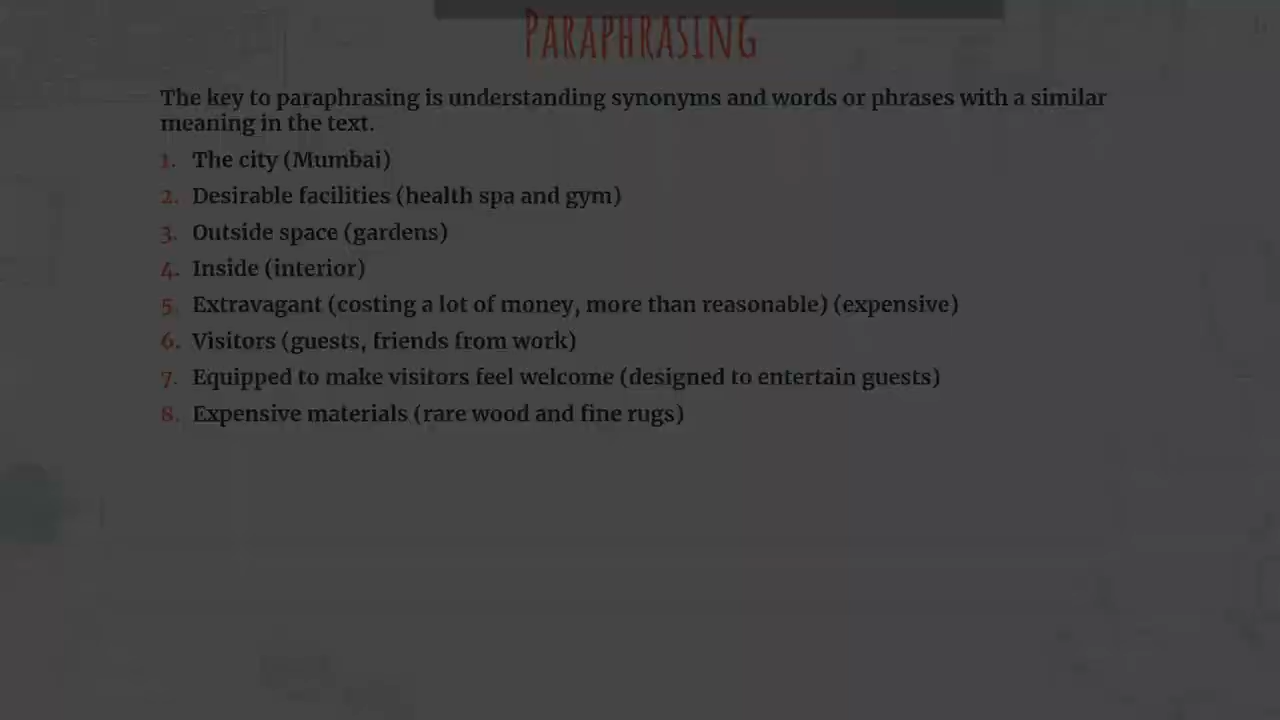 PARAPHRASING
The key to paraphrasing is understanding synonyms and words or phrases with a similar
meaning in the text.
1. The city (Mumbai)
2. Desirable facilities (health spa and gym)
3. Outside space (gardens)
4. Inside (interior)
5. Extravagant (costing a lot of money, more than reasonable) (expensive)
6. Visitors (guests, friends from work)
7. Equipped to make visitors feel welcome (designed to entertain guests)
8. Expensive materials (rare wood and fine rugs)